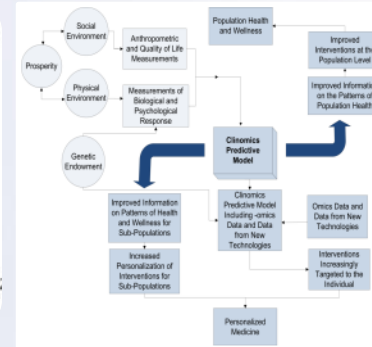 Social
Environment
Prosperity
Physical
Environment
Genetic
Endowment
Anthropometric
and Quality of Life
Measurements
Measurements of
Biological and
Psychological
Response
Population Health
and Wellness
Improved
Interventions at the
Population Level
Improved Information
on the Patterns of
Population Health
Clinomics
Predictive
Model
Improved Information
on Patterns of Health
and Wellness for
Sub-Populations
Increased
Personalization of
Interventions for
Sub-Populations
Clinomics
Predictive Model
Including -omics
Data and Data
from New
Technologies
Omics Data and
Data from New
Technologies
Interventions
Increasingly
Targeted to the
Individual
Personalized
Medicine